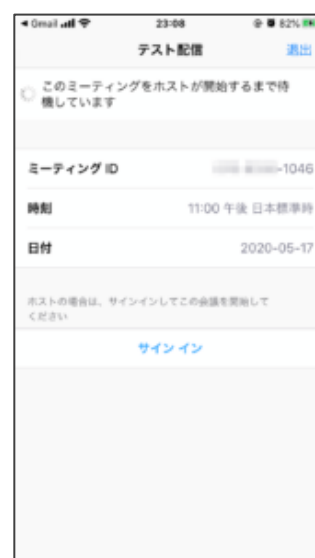 ◀Gmail 23:08 82%
テスト配信 退出
このミーティングをホストが開始するまで待
機しています
ミーティング ID -1046
時刻 11:00 午後 日本標準時
日付 2020-05-17
ホストの場合は、サインインしてこの会議を開始して
ください
サイン イン